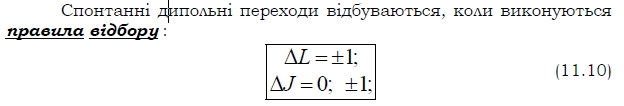 Спонтанні дипольні переходи відбуваються, коли виконуються
правила відбору:
ΔL = ±1;
ΔJ = 0; ±1;
(11.10)